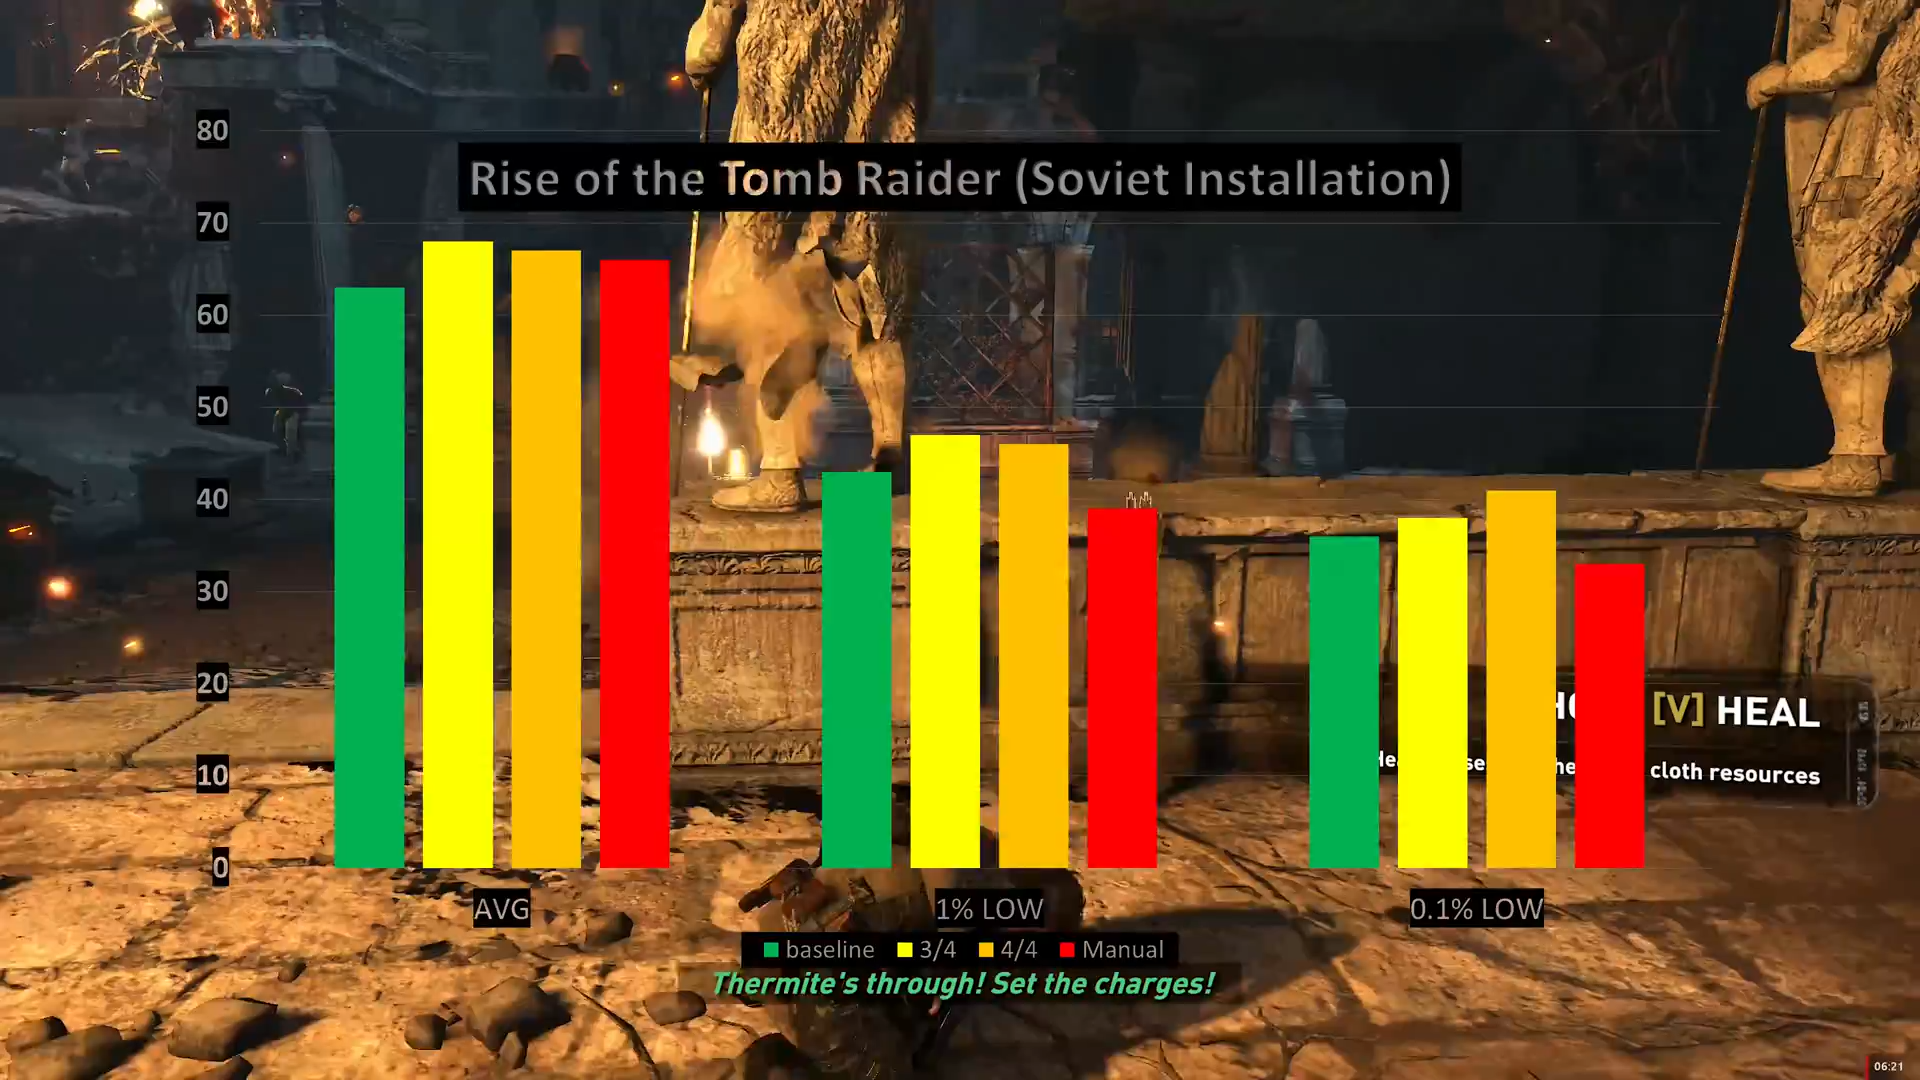 80
Rise of the Tomb Raider (Soviet Installation)
70
60
50
40
30
20
[V] HEAL
10
cloth resources
0
AVG
1% LOW
0.1% LOW
baseline
3/4
4/4
Manual
Thermite's through! Set the charges!
06:21